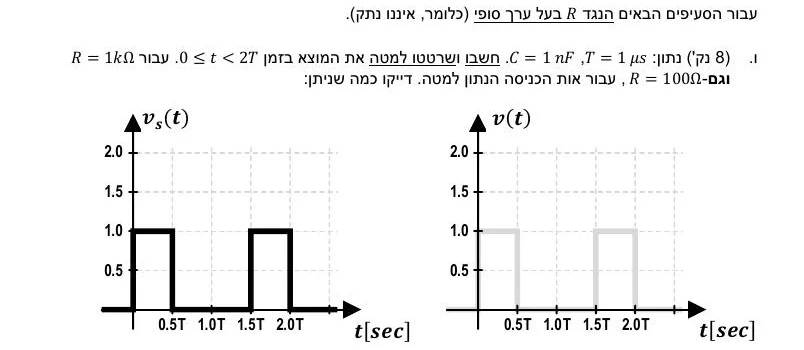 עבור הסעיפים הבאים הנגד R בעל ערך סופי (כלומר, איננו נתק).
ו. (8 נק') נתון: C = 1 nF ,T = 1 μs. חשבו ושרטטו למטה את המוצא בזמן 0 ≤ t < 2T. עבור R = 1kΩ
וגם-R = 100Ω , עבור אות הכניסה הנתון למטה. דייקו כמה שניתן:
v_s(t)
2.0
1.5
1.0
0.5
0.5T 1.0T 1.5T 2.0T
t[sec]
v(t)
2.0
1.5
1.0
0.5
0.5T 1.0T 1.5T 2.0T
t[sec]